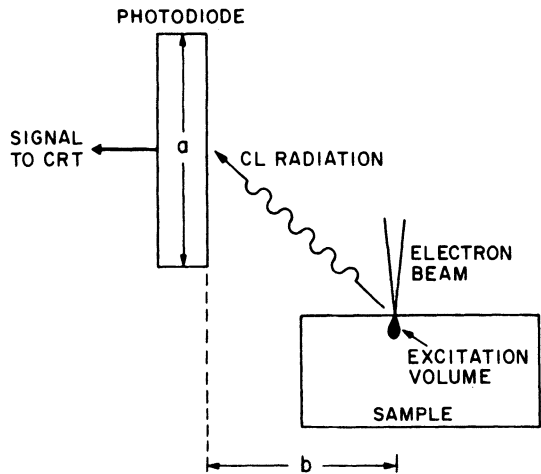 PHOTODIODE
SIGNAL
TO CRT
a
CL RADIATION
ELECTRON
BEAM
EXCITATION
VOLUME
SAMPLE
b